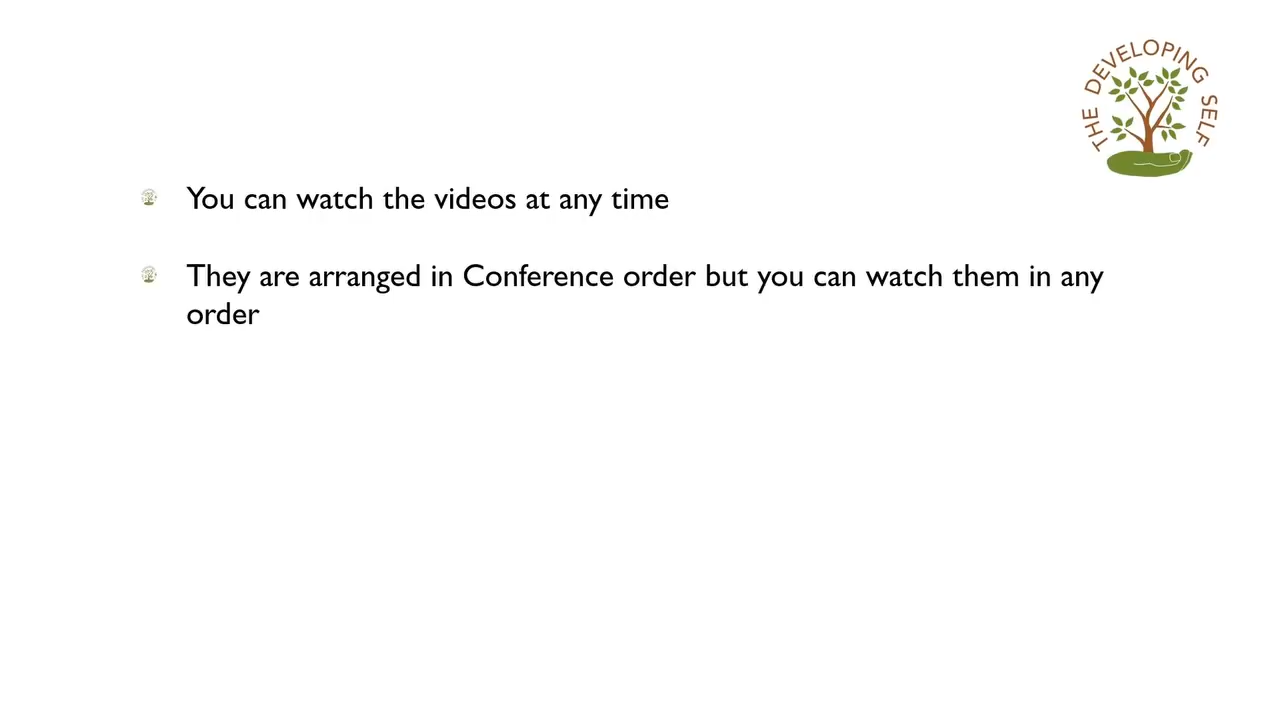 THE DEVELOPING SELF
You can watch the videos at any time
They are arranged in Conference order but you can watch them in any
order